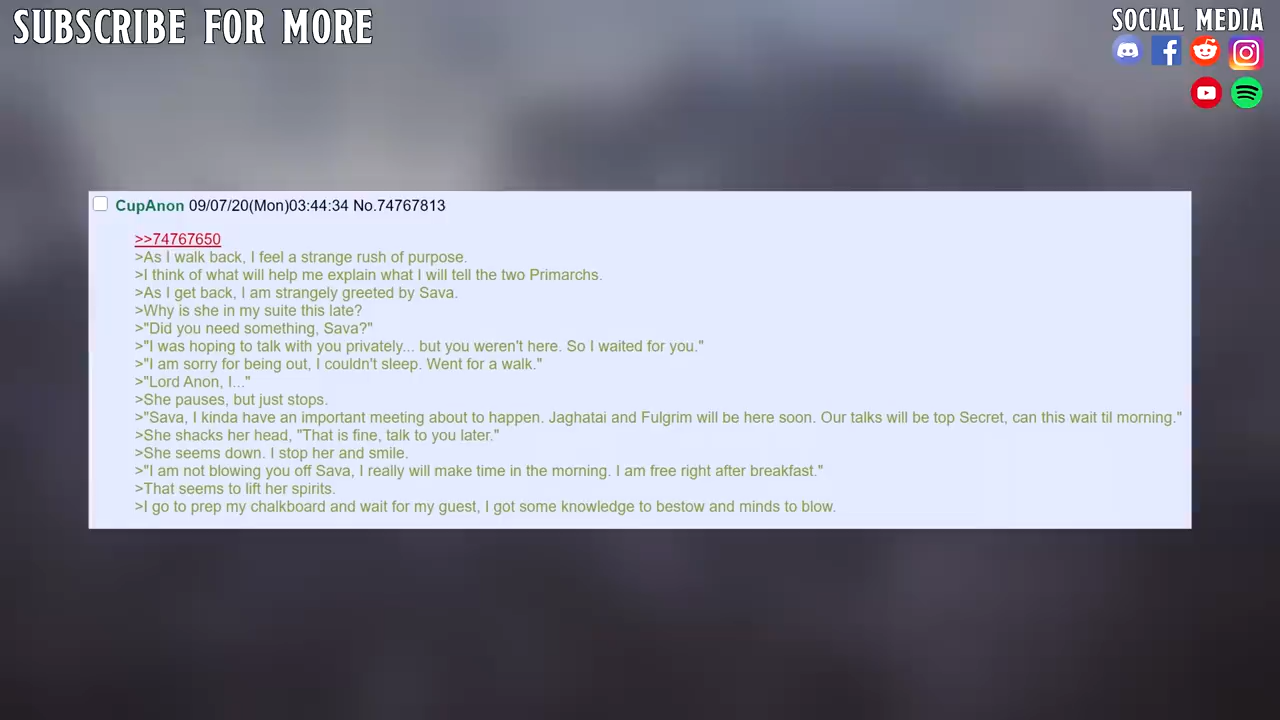 SUBSCRIBE FOR MORE
SOCIAL MEDIA
CupAnon 09/07/20(Mon)03:44:34 No.74767813
>>74767650
>As I walk back, I feel a strange rush of purpose.
>I think of what will help me explain what I will tell the two Primarchs.
>As I get back, I am strangely greeted by Sava.
>Why is she in my suite this late?
>"Did you need something, Sava?"
>"I was hoping to talk with you privately... but you weren't here. So I waited for you."
>"I am sorry for being out, I couldn't sleep. Went for a walk."
>"Lord Anon, I..."
>She pauses, but just stops.
>"Sava, I kinda have an important meeting about to happen. Jaghatai and Fulgrim will be here soon. Our talks will be top Secret, can this wait til morning."
>She shacks her head, "That is fine, talk to you later."
>She seems down. I stop her and smile.
>"I am not blowing you off Sava, I really will make time in the morning. I am free right after breakfast."
>That seems to lift her spirits.
>I go to prep my chalkboard and wait for my guest, I got some knowledge to bestow and minds to blow.